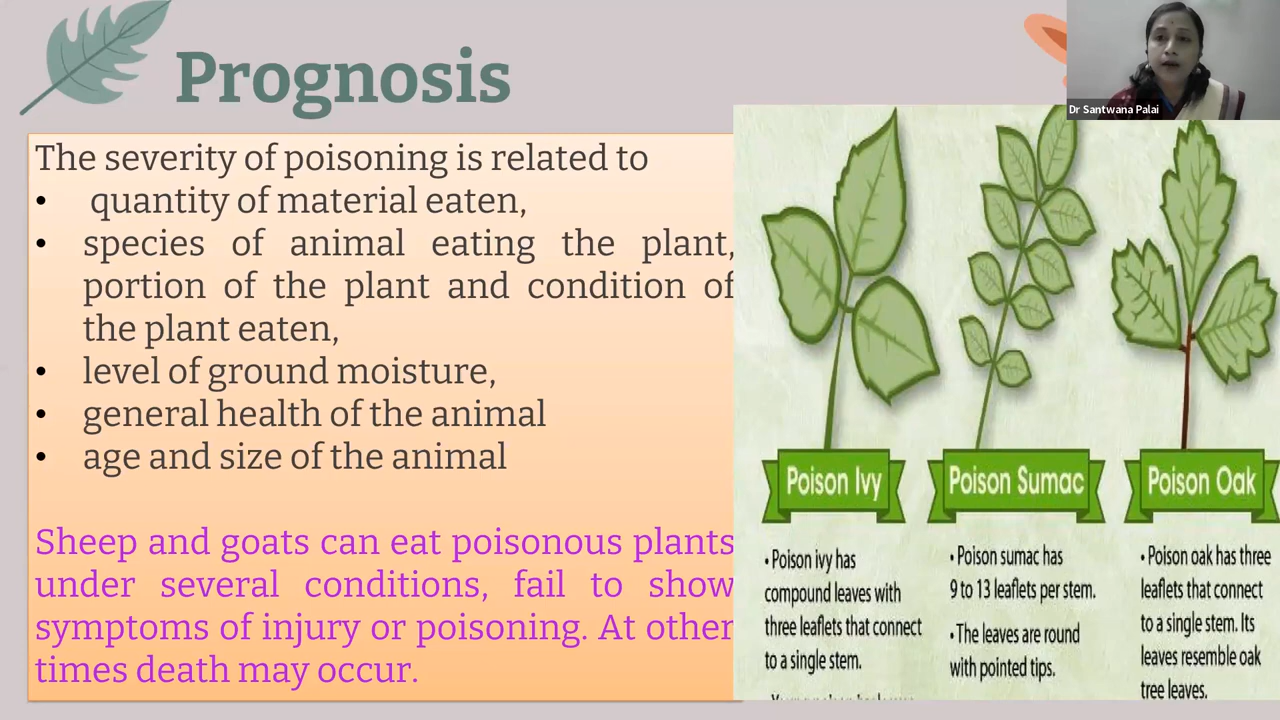 Prognosis
Dr Santwana Palai
The severity of poisoning is related to
• quantity of material eaten,
• species of animal eating the plant,
portion of the plant and condition of
the plant eaten,
• level of ground moisture,
• general health of the animal
• age and size of the animal
Sheep and goats can eat poisonous plants
under several conditions, fail to show
symptoms of injury or poisoning. At other
times death may occur.
Poison Ivy
• Poison ivy has
compound leaves with
three leaflets that connect
to a single stem.
Poison Sumac
• Poison sumac has
9 to 13 leaflets per stem.
• The leaves are round
with pointed tips.
Poison Oak
• Poison oak has three
leaflets that connect
to a single stem. Its
leaves resemble oak
tree leaves.